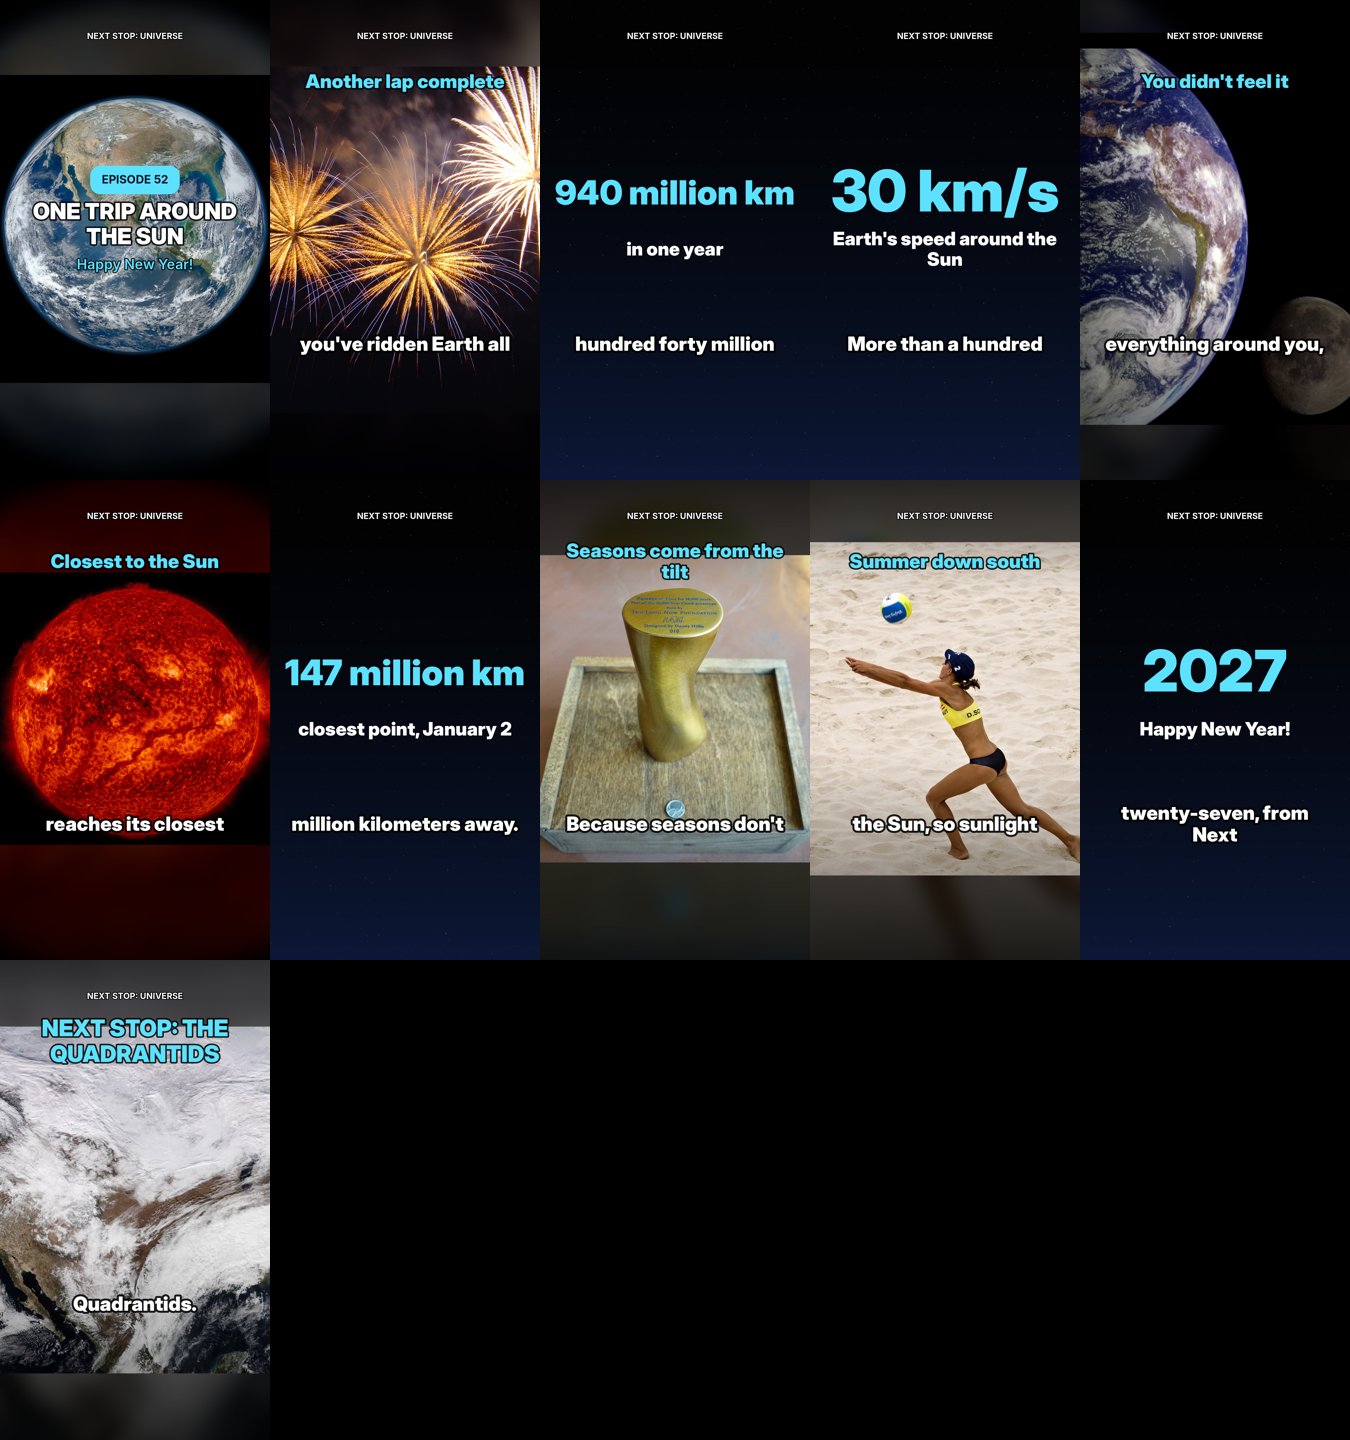 NEXT STOP: UNIVERSE
EPISODE 52
ONE TRIP AROUND
THE SUN
Happy New Year!
NEXT STOP: UNIVERSE
Another lap complete
you've ridden Earth all
NEXT STOP: UNIVERSE
940 million km
in one year
hundred forty million
NEXT STOP: UNIVERSE
30 km/s
Earth's speed around the
Sun
More than a hundred
NEXT STOP: UNIVERSE
You didn't feel it
everything around you,
NEXT STOP: UNIVERSE
Closest to the Sun
reaches its closest
NEXT STOP: UNIVERSE
147 million km
closest point, January 2
million kilometers away.
NEXT STOP: UNIVERSE
Seasons come from the
tilt
Because seasons don't
NEXT STOP: UNIVERSE
Summer down south
the Sun, so sunlight
NEXT STOP: UNIVERSE
2027
Happy New Year!
twenty-seven, from
Next
NEXT STOP: UNIVERSE
NEXT STOP: THE
QUADRANTIDS
Quadrantids.